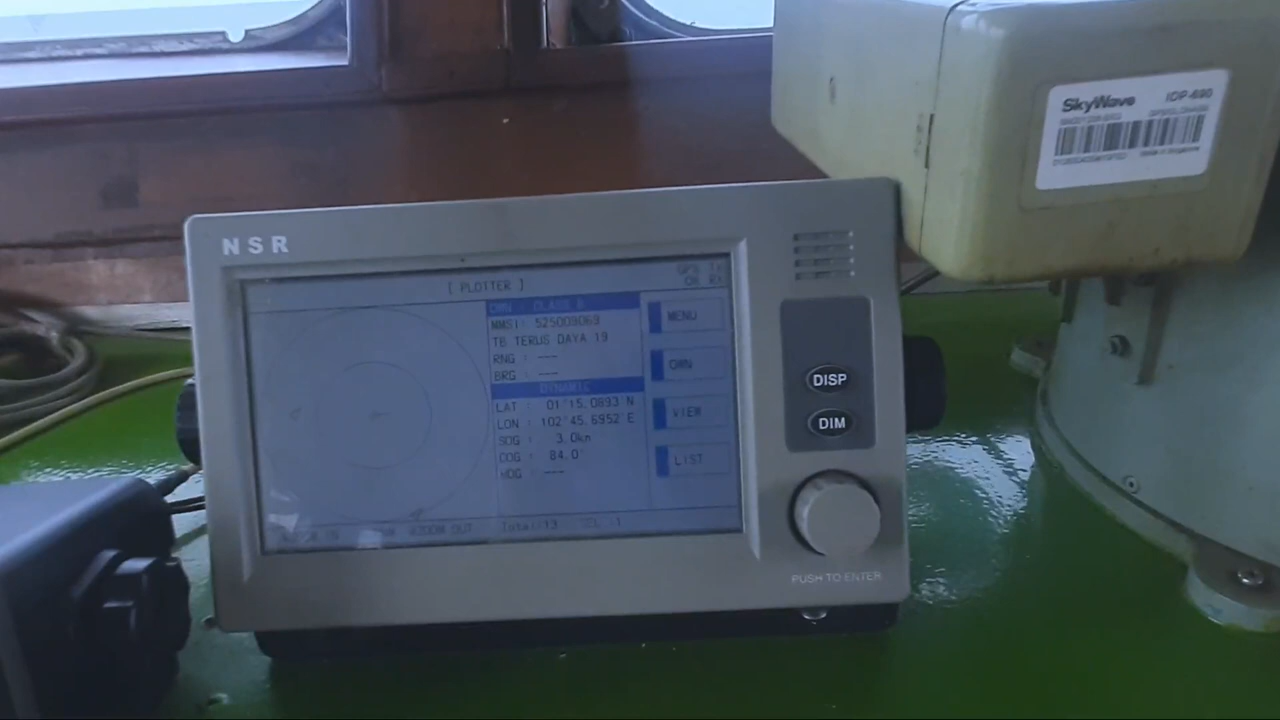 SkyWave IDP-690
NSR
[ PLOTTER ]
OWN : CLASS B
MMSI: 525009069
TB TERUS DAYA 19
RNG : ---
BRG : ---
DYNAMIC
LAT : 01°15.0893 N
LON : 102°45.6952 E
SOG : 3.0kn
COG : 84.0°
HDG : ---
MENU
OWN
VIEW
LIST
ZOOM OUT Total:13
DISP
DIM
PUSH TO ENTER